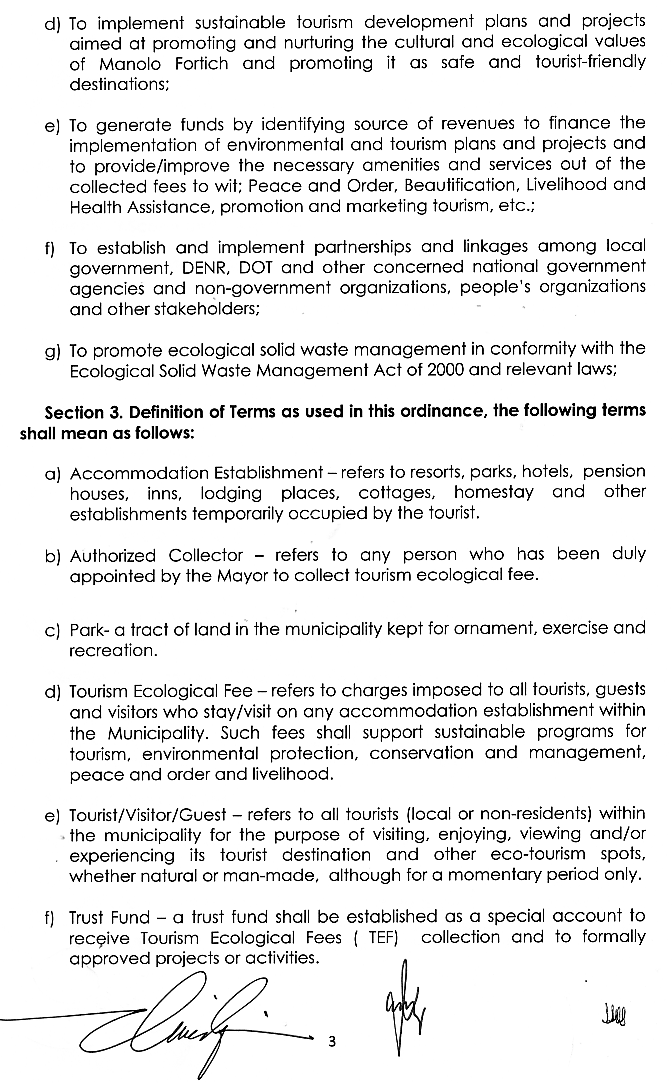 d) To implement sustainable tourism development plans and projects
aimed at promoting and nurturing the cultural and ecological values
of Manolo Fortich and promoting it as safe and tourist-friendly
destinations;
e) To generate funds by identifying source of revenues to finance the
implementation of environmental and tourism plans and projects and
to provide/improve the necessary amenities and services out of the
collected fees to wit; Peace and Order, Beautification, Livelihood and
Health Assistance, promotion and marketing tourism, etc.;
f) To establish and implement partnerships and linkages among local
government, DENR, DOT and other concerned national government
agencies and non-government organizations, people's organizations
and other stakeholders;
g) To promote ecological solid waste management in conformity with the
Ecological Solid Waste Management Act of 2000 and relevant laws;
Section 3. Definition of Terms as used in this ordinance, the following terms
shall mean as follows:
a) Accommodation Establishment – refers to resorts, parks, hotels, pension
houses, inns, lodging places, cottages, homestay and other
establishments temporarily occupied by the tourist.
b) Authorized Collector – refers to any person who has been duly
appointed by the Mayor to collect tourism ecological fee.
c) Park- a tract of land in the municipality kept for ornament, exercise and
recreation.
d) Tourism Ecological Fee – refers to charges imposed to all tourists, guests
and visitors who stay/visit on any accommodation establishment within
the Municipality. Such fees shall support sustainable programs for
tourism, environmental protection, conservation and management,
peace and order and livelihood.
e) Tourist/Visitor/Guest – refers to all tourists (local or non-residents) within
the municipality for the purpose of visiting, enjoying, viewing and/or
experiencing its tourist destination and other eco-tourism spots,
whether natural or man-made, although for a momentary period only.
f) Trust Fund – a trust fund shall be established as a special account to
receive Tourism Ecological Fees ( TEF) collection and to formally
approved projects or activities.
3